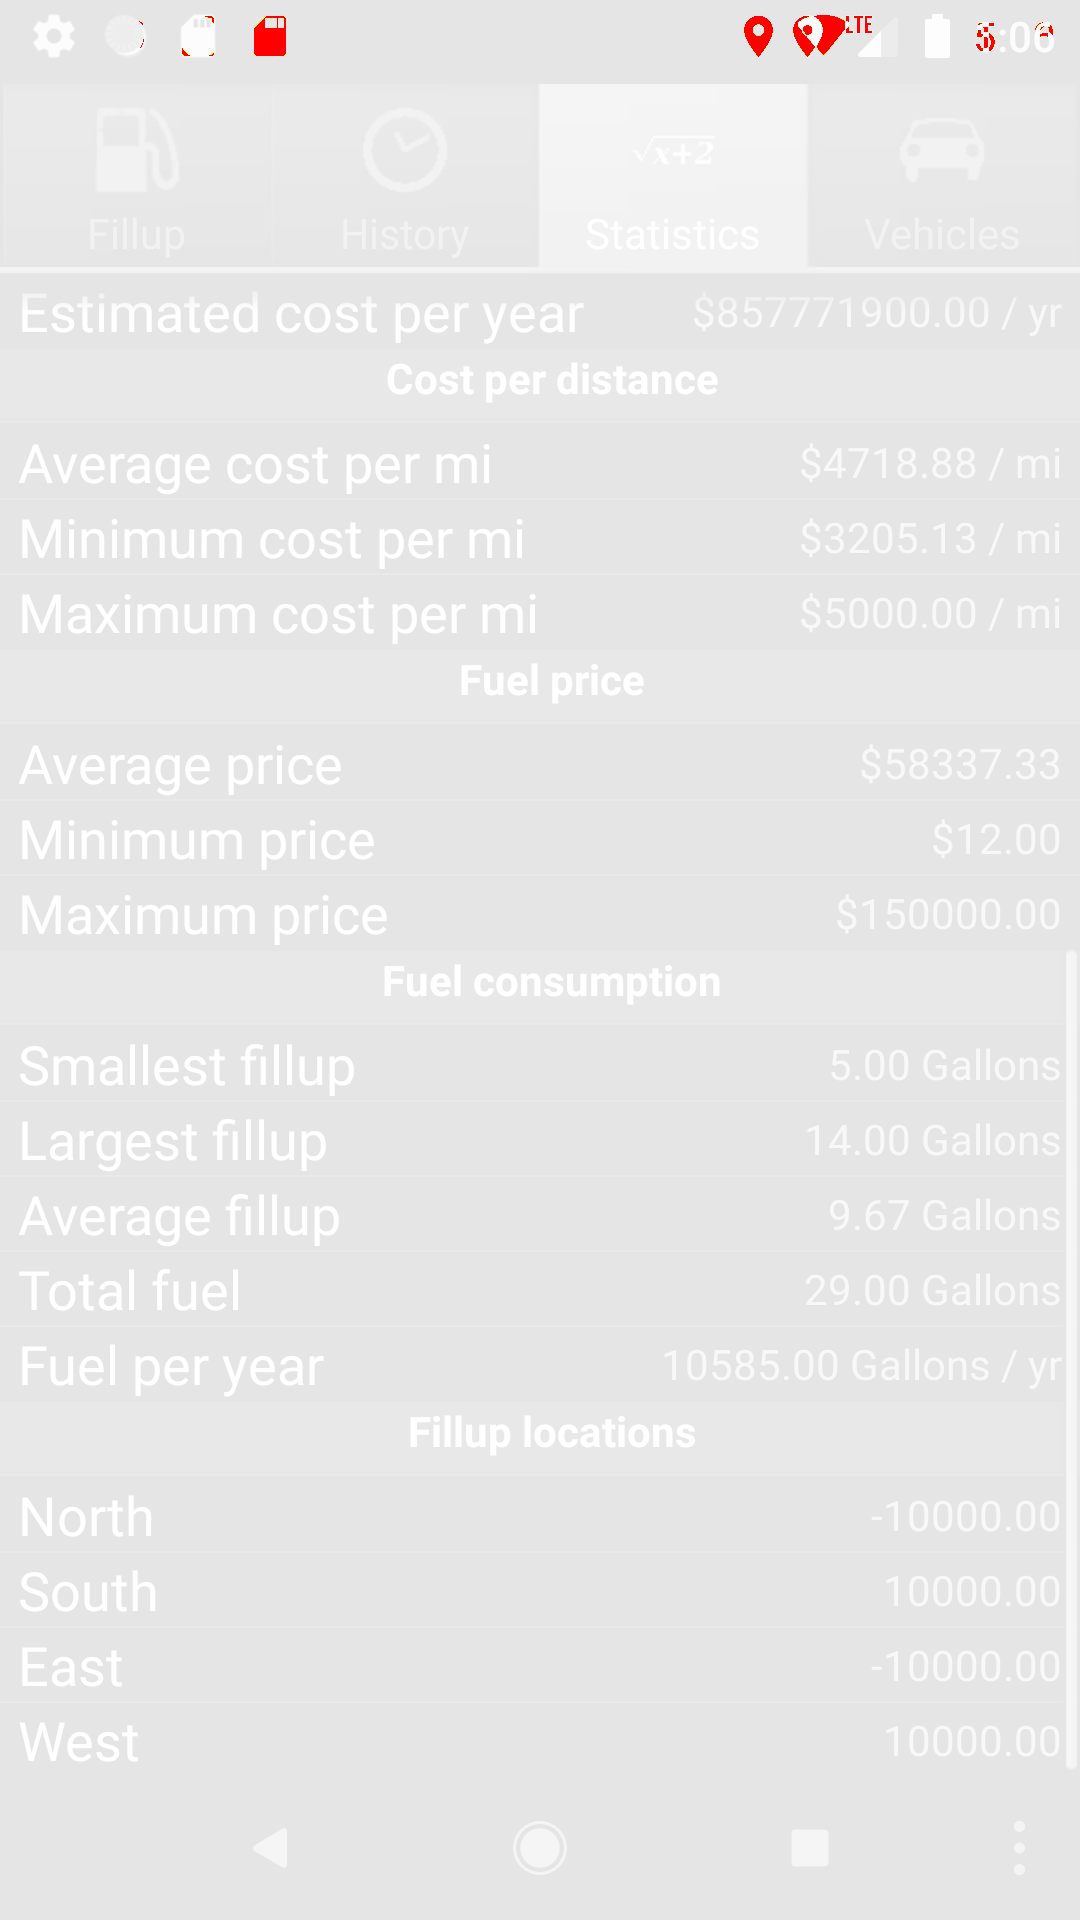 LTE
Fillup History √x+2 Statistics Vehicles
Estimated cost per year $857771900.00 / yr
Cost per distance
Average cost per mi $4718.88 / mi
Minimum cost per mi $3205.13 / mi
Maximum cost per mi $5000.00 / mi
Fuel price
Average price $58337.33
Minimum price $12.00
Maximum price $150000.00
Fuel consumption
Smallest fillup 5.00 Gallons
Largest fillup 14.00 Gallons
Average fillup 9.67 Gallons
Total fuel 29.00 Gallons
Fuel per year 10585.00 Gallons / yr
Fillup locations
North -10000.00
South 10000.00
East -10000.00
West 10000.00